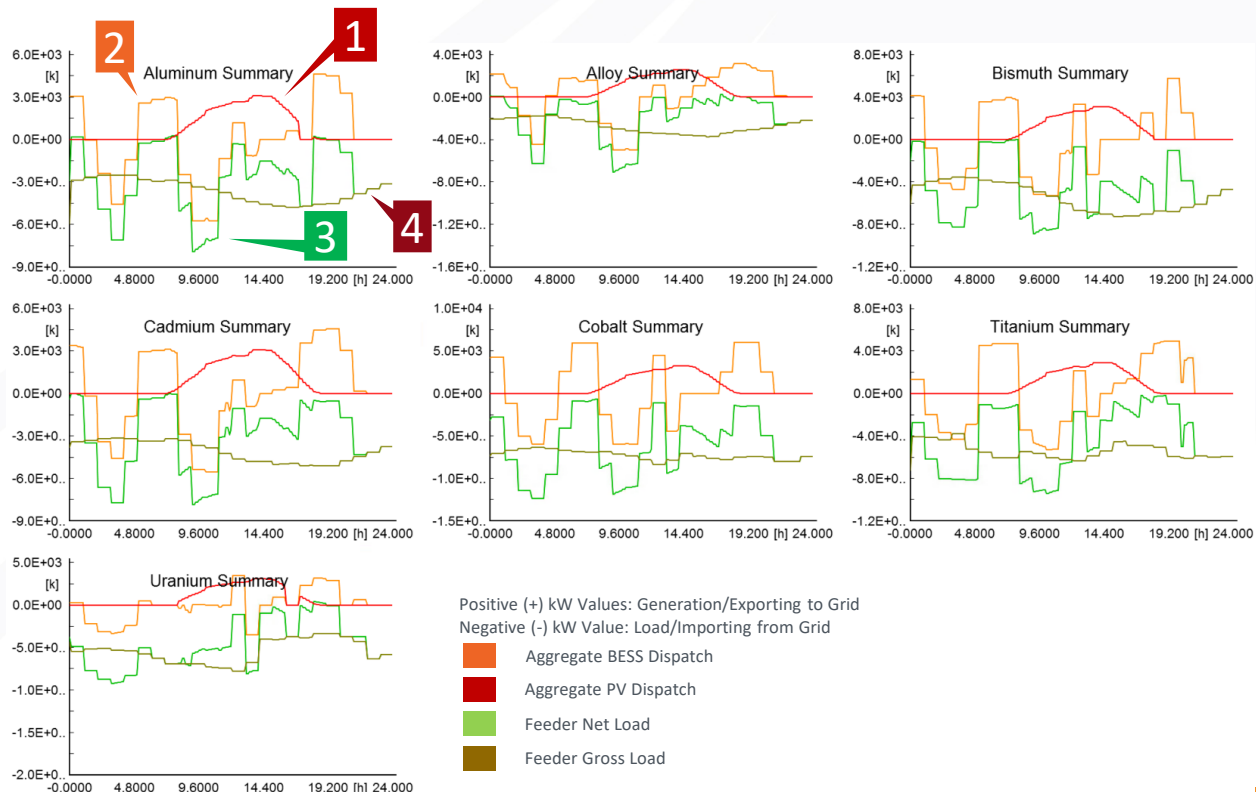 2
1
3
4
Aluminum Summary
6.0E+03
[k]
3.0E+03
0.0E+00
-3.0E+0..
-6.0E+0..
-9.0E+0..
-0.0000 4.8000 9.6000 14.400 19.200 [h] 24.000
Alloy Summary
4.0E+03
[k]
0.0E+00
-4.0E+0..
-8.0E+0..
-1.2E+0..
-1.6E+0..
-0.0000 4.8000 9.6000 14.400 19.200 [h] 24.000
Bismuth Summary
8.0E+03
[k]
4.0E+03
0.0E+00
-4.0E+0..
-8.0E+0..
-1.2E+0..
-0.0000 4.8000 9.6000 14.400 19.200 [h] 24.000
Cadmium Summary
6.0E+03
[k]
3.0E+03
0.0E+00
-3.0E+0..
-6.0E+0..
-9.0E+0..
-0.0000 4.8000 9.6000 14.400 19.200 [h] 24.000
Cobalt Summary
1.0E+04
[k]
5.0E+03
0.0E+00
-5.0E+0..
-1.0E+0..
-1.5E+0..
-0.0000 4.8000 9.6000 14.400 19.200 [h] 24.000
Titanium Summary
8.0E+03
[k]
4.0E+03
0.0E+00
-4.0E+0..
-8.0E+0..
-1.2E+0..
-0.0000 4.8000 9.6000 14.400 19.200 [h] 24.000
Uranium Summary
5.0E+03
[k]
0.0E+00
-5.0E+0..
-1.0E+0..
-1.5E+0..
-2.0E+0..
-0.0000 4.8000 9.6000 14.400 19.200 [h] 24.000
Positive (+) kW Values: Generation/Exporting to Grid
Negative (-) kW Value: Load/Importing from Grid
Aggregate BESS Dispatch
Aggregate PV Dispatch
Feeder Net Load
Feeder Gross Load